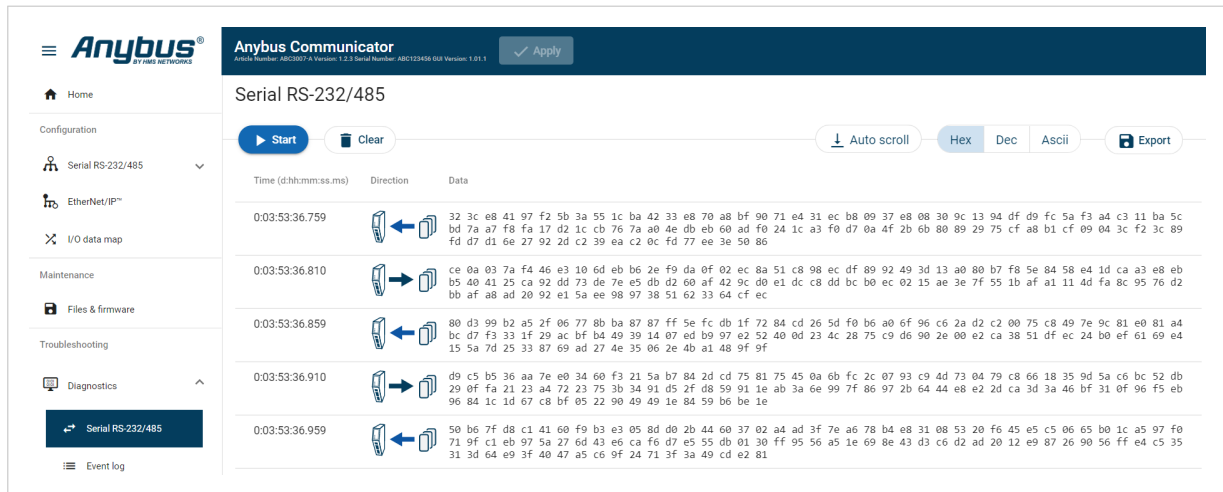 Anybus®
BY HMS NETWORKS
Anybus Communicator
Article Number: ABC3007-A Version: 1.2.3 Serial Number: ABC123456 GUI Version: 1.01.1
Apply
Home
Configuration
Serial RS-232/485
EtherNet/IP™
I/O data map
Maintenance
Files & firmware
Troubleshooting
Diagnostics
Serial RS-232/485
Event log
Serial RS-232/485
Start Clear Auto scroll Hex Dec Ascii Export
Time (d:hh:mm:ss.ms) Direction Data
0:03:53:36.759
32 3c e8 41 97 f2 5b 3a 55 1c ba 42 33 e8 70 a8 bf 90 71 e4 31 ec b8 09 37 e8 08 30 9c 13 94 df d9 fc 5a f3 a4 c3 11 ba 5c
bd 7a a7 f8 fa 17 d2 1c cb 76 7a a0 4e db eb 60 ad f0 24 1c a3 f0 d7 0a 4f 2b 6b 80 89 29 75 cf a8 b1 cf 09 04 3c f2 3c 89
fd d7 d1 6e 27 92 2d c2 39 ea c2 0c fd 77 ee 3e 50 86
0:03:53:36.810
ce 0a 03 7a f4 46 e3 10 6d eb b6 2e f9 da 0f 02 ec 8a 51 c8 98 ec df 89 92 49 3d 13 a0 80 b7 f8 5e 84 58 e4 1d ca a3 e8 eb
b5 40 41 25 ca 92 dd 73 de 7e e5 db d2 60 af 42 9c d0 e1 dc c8 dd bc b0 ec 02 15 ae 3e 7f 55 1b af a1 11 4d fa 8c 95 76 d2
bb af a8 ad 20 92 e1 5a ee 98 97 38 51 62 33 64 cf ec
0:03:53:36.859
80 d3 99 b2 a5 2f 06 77 8b ba 87 87 ff 5e fc db 1f 72 84 cd 26 5d f0 b6 a0 6f 96 c6 2a d2 c2 00 75 c8 49 7e 9c 81 e0 81 a4
bc d7 f3 33 1f 29 ac bf b4 49 39 14 07 ed b9 97 e2 52 40 0d 23 4c 28 75 c9 d6 90 2e 00 e2 ca 38 51 df ec 24 b0 ef 61 69 e4
15 5a 7d 25 33 87 69 ad 27 4e 35 06 2e 4b a1 48 9f 9f
0:03:53:36.910
d9 c5 b5 36 aa 7e e0 34 60 f3 21 5a b7 84 2d cd 75 81 75 45 0a 6b fc 2c 07 93 c9 4d 73 04 79 c8 66 18 35 9d 5a c6 bc 52 db
29 0f fa 21 23 a4 72 23 75 3b 34 91 d5 2f d8 59 91 1e ab 3a 6e 99 7f 86 97 2b 64 44 e8 e2 2d ca 3d 3a 46 bf 31 0f 96 f5 eb
96 84 1c 1d 67 c8 bf 05 22 90 49 49 1e 84 59 b6 be 1e
0:03:53:36.959
50 b6 7f d8 c1 41 60 f9 b3 e3 05 8d d0 2b 44 60 37 02 a4 ad 3f 7e a6 78 b4 e8 31 08 53 20 f6 45 e5 c5 06 65 b0 1c a5 97 f0
71 9f c1 eb 97 5a 27 6d 43 e6 ca f6 d7 e5 55 db 01 30 ff 95 56 a5 1e 69 8e 43 d3 c6 d2 ad 20 12 e9 87 26 90 56 ff e4 c5 35
31 3d 64 e9 3f 40 47 a5 c6 9f 24 71 3f 3a 49 cd e2 81